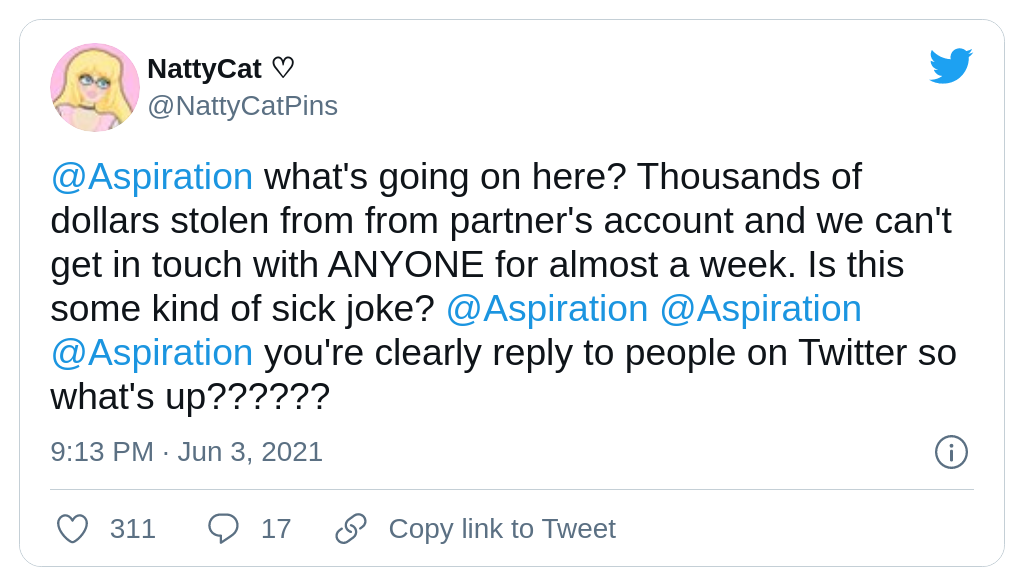 NattyCat ♡
@NattyCatPins
@Aspiration what's going on here? Thousands of
dollars stolen from from partner's account and we can't
get in touch with ANYONE for almost a week. Is this
some kind of sick joke? @Aspiration @Aspiration
@Aspiration you're clearly reply to people on Twitter so
what's up??????
9:13 PM · Jun 3, 2021
311 17 Copy link to Tweet